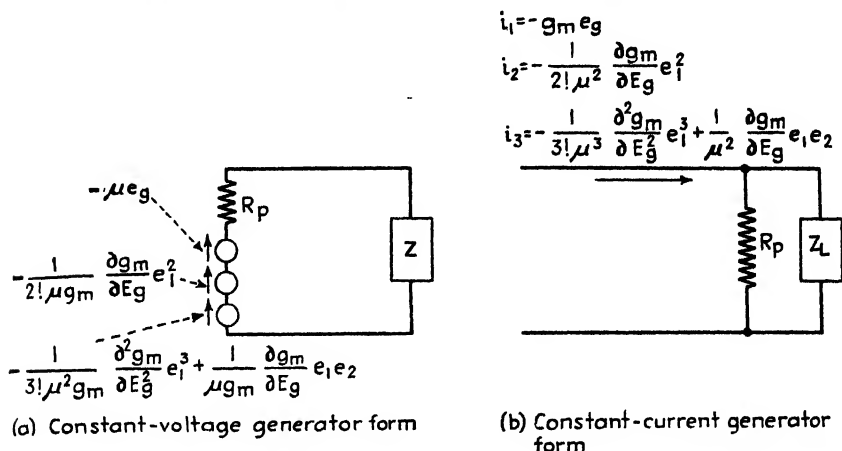 i₁=-gₘe_g
i₂=-1/(2!μ²) ∂gₘ/∂E_g e₁²
i₃=-1/(3!μ³) ∂²gₘ/∂E_g² e₁³+1/μ² ∂gₘ/∂E_g e₁e₂
-μe_g
R_p
Z
-1/(2!μgₘ) ∂gₘ/∂E_g e₁²
-1/(3!μ²gₘ) ∂²gₘ/∂E_g² e₁³+1/(μgₘ) ∂gₘ/∂E_g e₁e₂
R_p
Z_L
(a) Constant-voltage generator form
(b) Constant-current generator
form